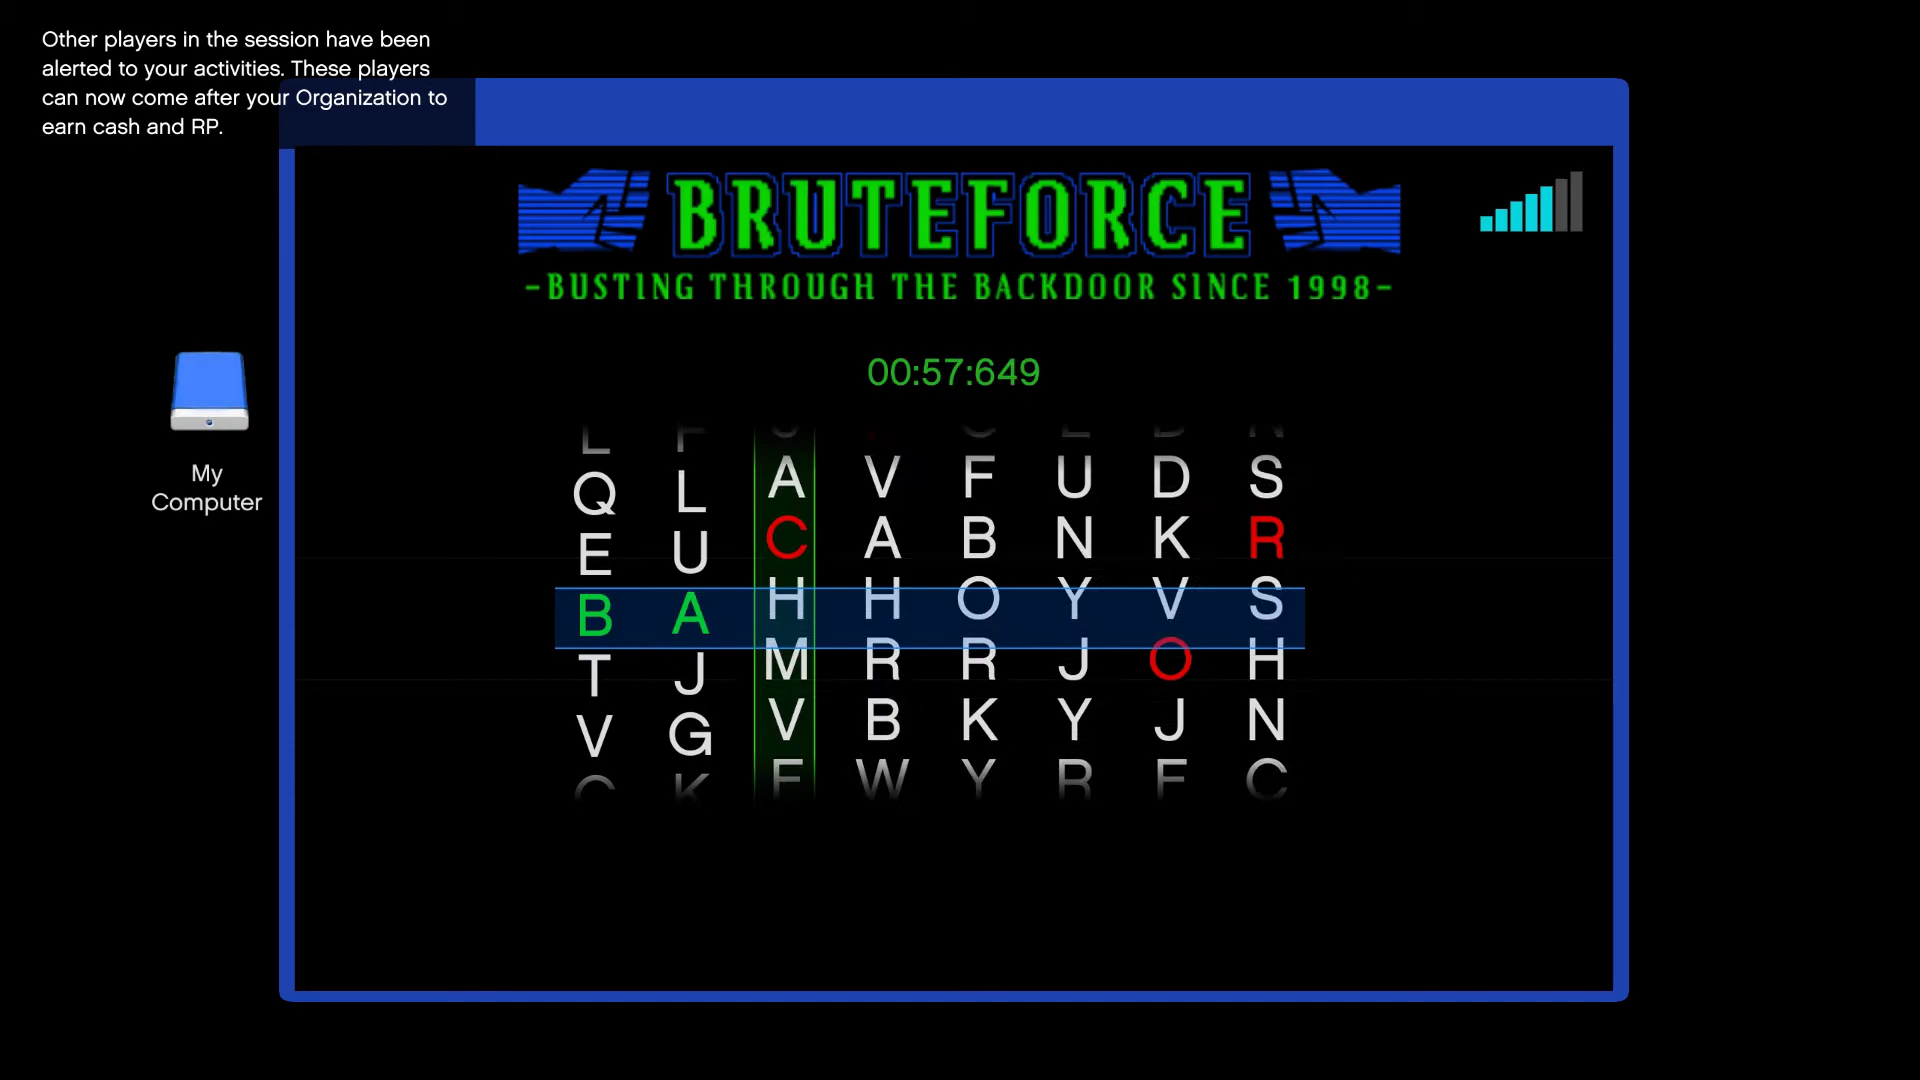 Other players in the session have been
alerted to your activities. These players
can now come after your Organization to
earn cash and RP.
BRUTEFORCE
-BUSTING THROUGH THE BACKDOOR SINCE 1998-
My
Computer
00:57:649
Q L A V F U D S
E U C A B N K R
B A H H O Y V S
T J M R R J O H
V G V B K Y J N